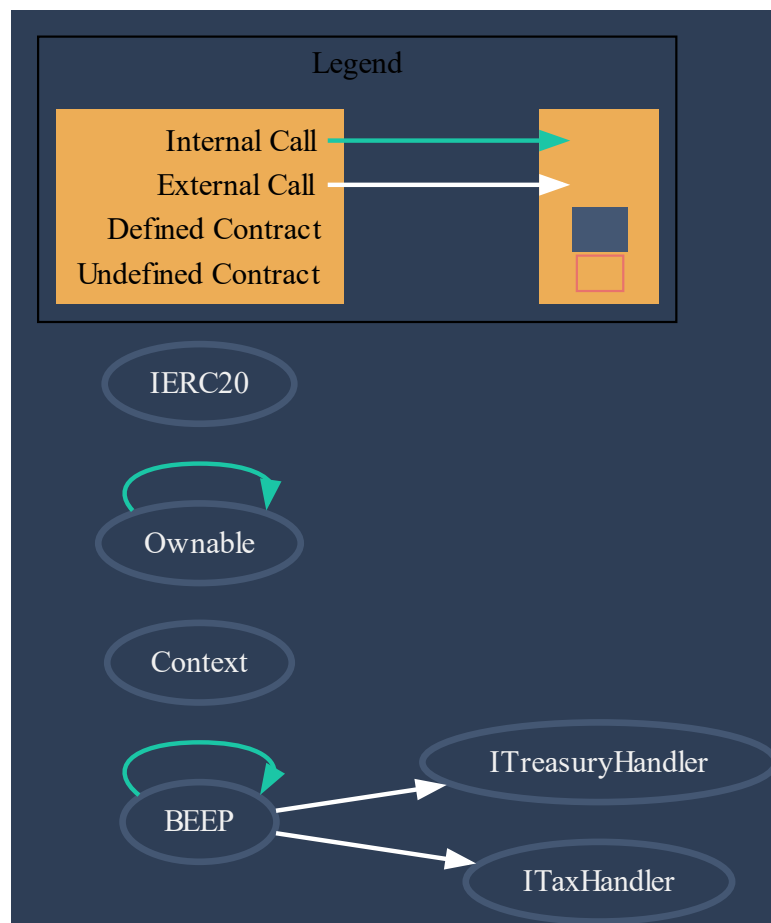 Legend
Internal Call
External Call
Defined Contract
Undefined Contract
IERC20
Ownable
Context
ITreasuryHandler
BEEP
ITaxHandler